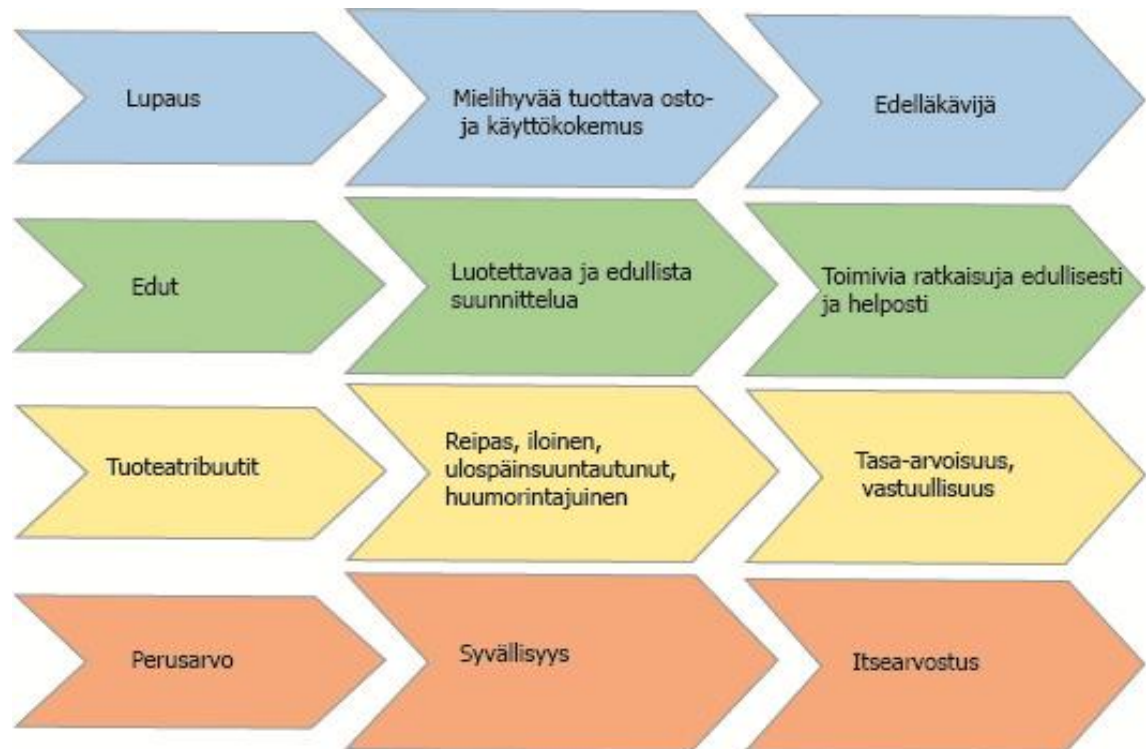 Lupaus
Mielihyvää tuottava osto-
ja käyttökokemus
Edelläkävijä
Edut
Luotettavaa ja edullista
suunnittelua
Toimivia ratkaisuja edullisesti
ja helposti
Tuoteatribuutit
Reipas, iloinen,
ulospäinsuuntautunut,
huumorintajuinen
Tasa-arvoisuus,
vastuullisuus
Perusarvo
Syvällisyys
Itsearvostus